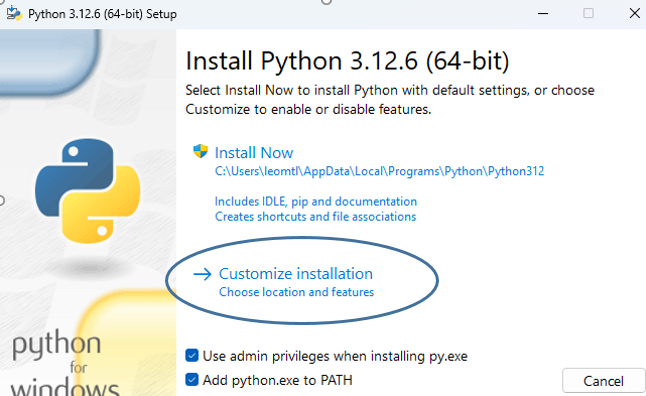 Python 3.12.6 (64-bit) Setup
Install Python 3.12.6 (64-bit)
Select Install Now to install Python with default settings, or choose
Customize to enable or disable features.
Install Now
C:\Users\leomtl\AppData\Local\Programs\Python\Python312
Includes IDLE, pip and documentation
Creates shortcuts and file associations
Customize installation
Choose location and features
python
for
windows
Use admin privileges when installing py.exe
Add python.exe to PATH
Cancel